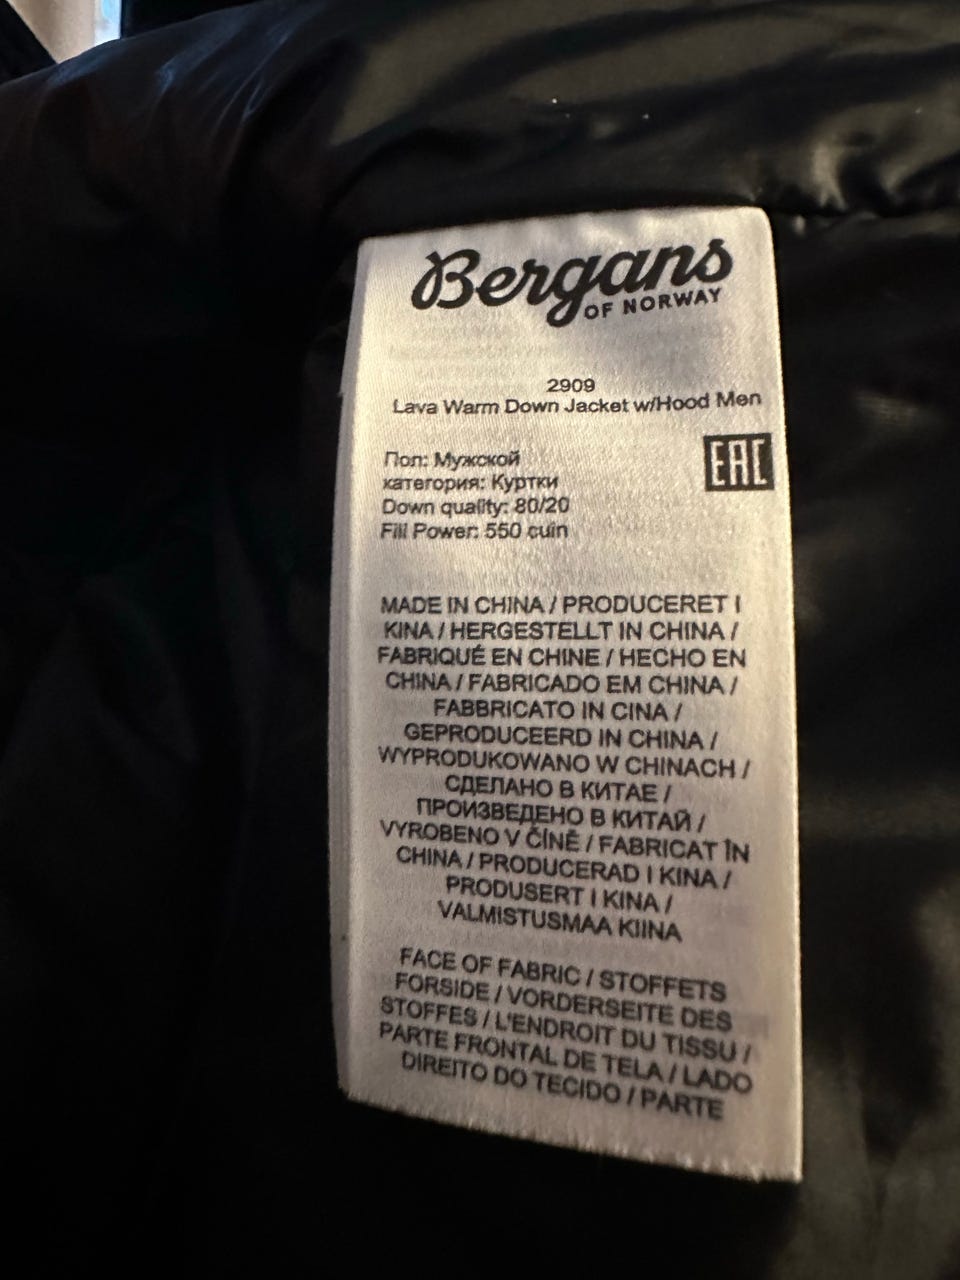 Bergans
OF NORWAY
2909
Lava Warm Down Jacket w/Hood Men
EAC
Пол: Мужской
категория: Куртки
Down quality: 80/20
Fill Power: 550 cuin
MADE IN CHINA / PRODUCERET I
KINA / HERGESTELLT IN CHINA /
FABRIQUÉ EN CHINE / HECHO EN
CHINA / FABRICADO EM CHINA /
FABBRICATO IN CINA /
GEPRODUCEERD IN CHINA /
WYPRODUKOWANO W CHINACH /
СДЕЛАНО В КИТАЕ /
ПРОИЗВЕДЕНО В КИТАЙ /
VYROBENO V ČÍNĚ / FABRICAT ÎN
CHINA / PRODUCERAD I KINA /
PRODUSERT I KINA /
VALMISTUSMAA KIINA
FACE OF FABRIC / STOFFETS
FORSIDE / VORDERSEITE DES
STOFFES / L'ENDROIT DU TISSU /
PARTE FRONTAL DE TELA / LADO
DIREITO DO TECIDO / PARTE